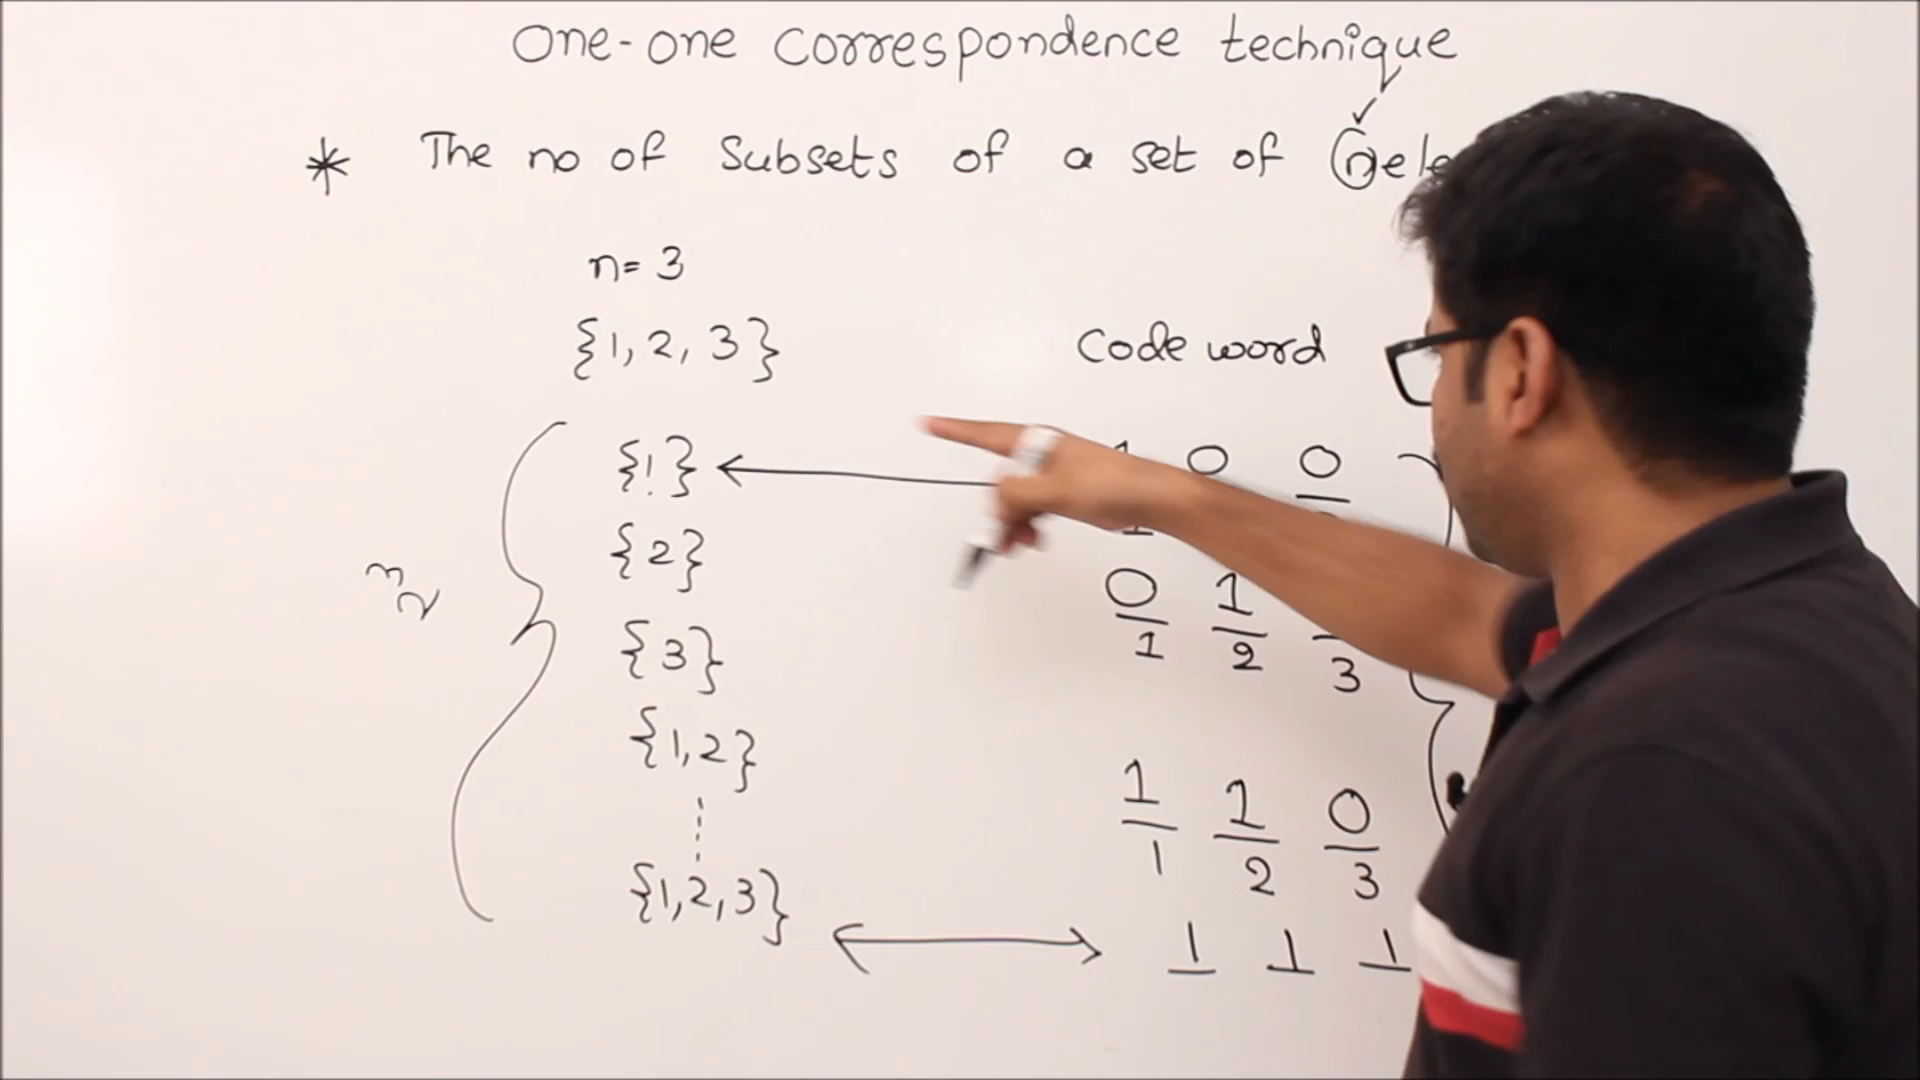 One-one correspondence technique
* The no of Subsets of a set of n ele
n= 3
{1, 2, 3}
Code word
{1} 1 0 0
{2}
0 1
1 2 3
{3}
{1,2}
1 1 0
1 2 3
{1,2,3} 1 1 1